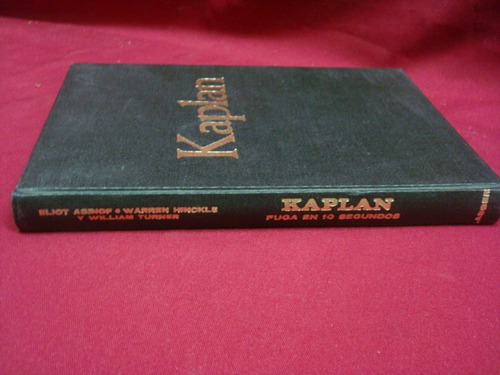 Kaplan
ELIOT ASINOF • WARREN HINCKLE
Y WILLIAM TURNER
KAPLAN
FUGA EN 10 SEGUNDOS